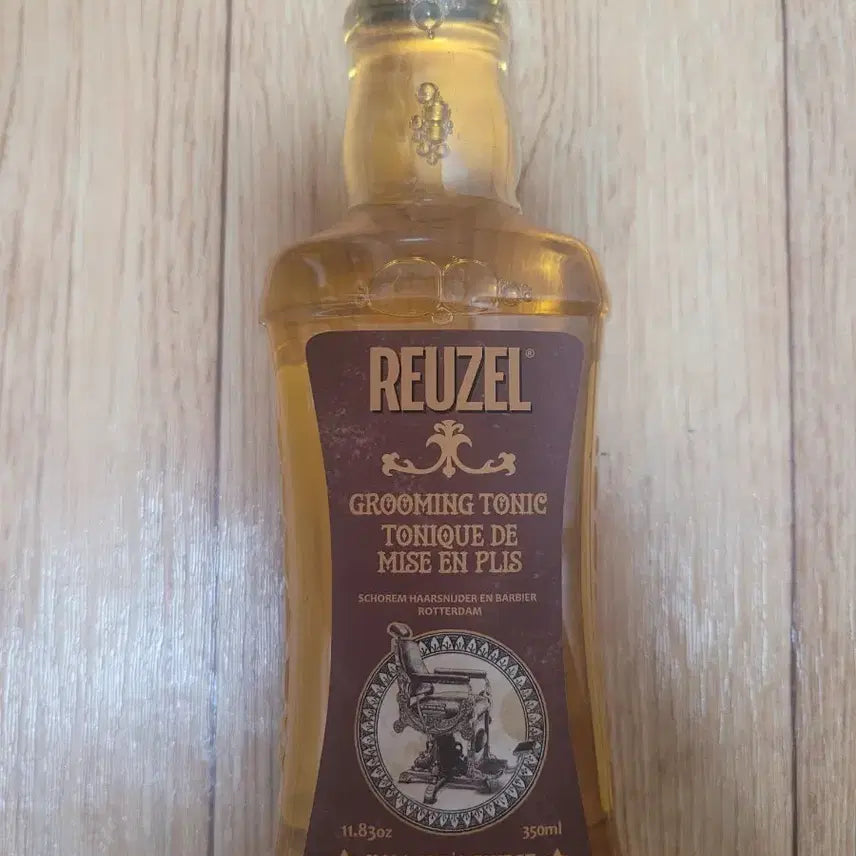 REUZEL®
GROOMING TONIC
TONIQUE DE
MISE EN PLIS
SCHOREM HAARSNIJDER EN BARBIER
ROTTERDAM
11.83oz 350ml